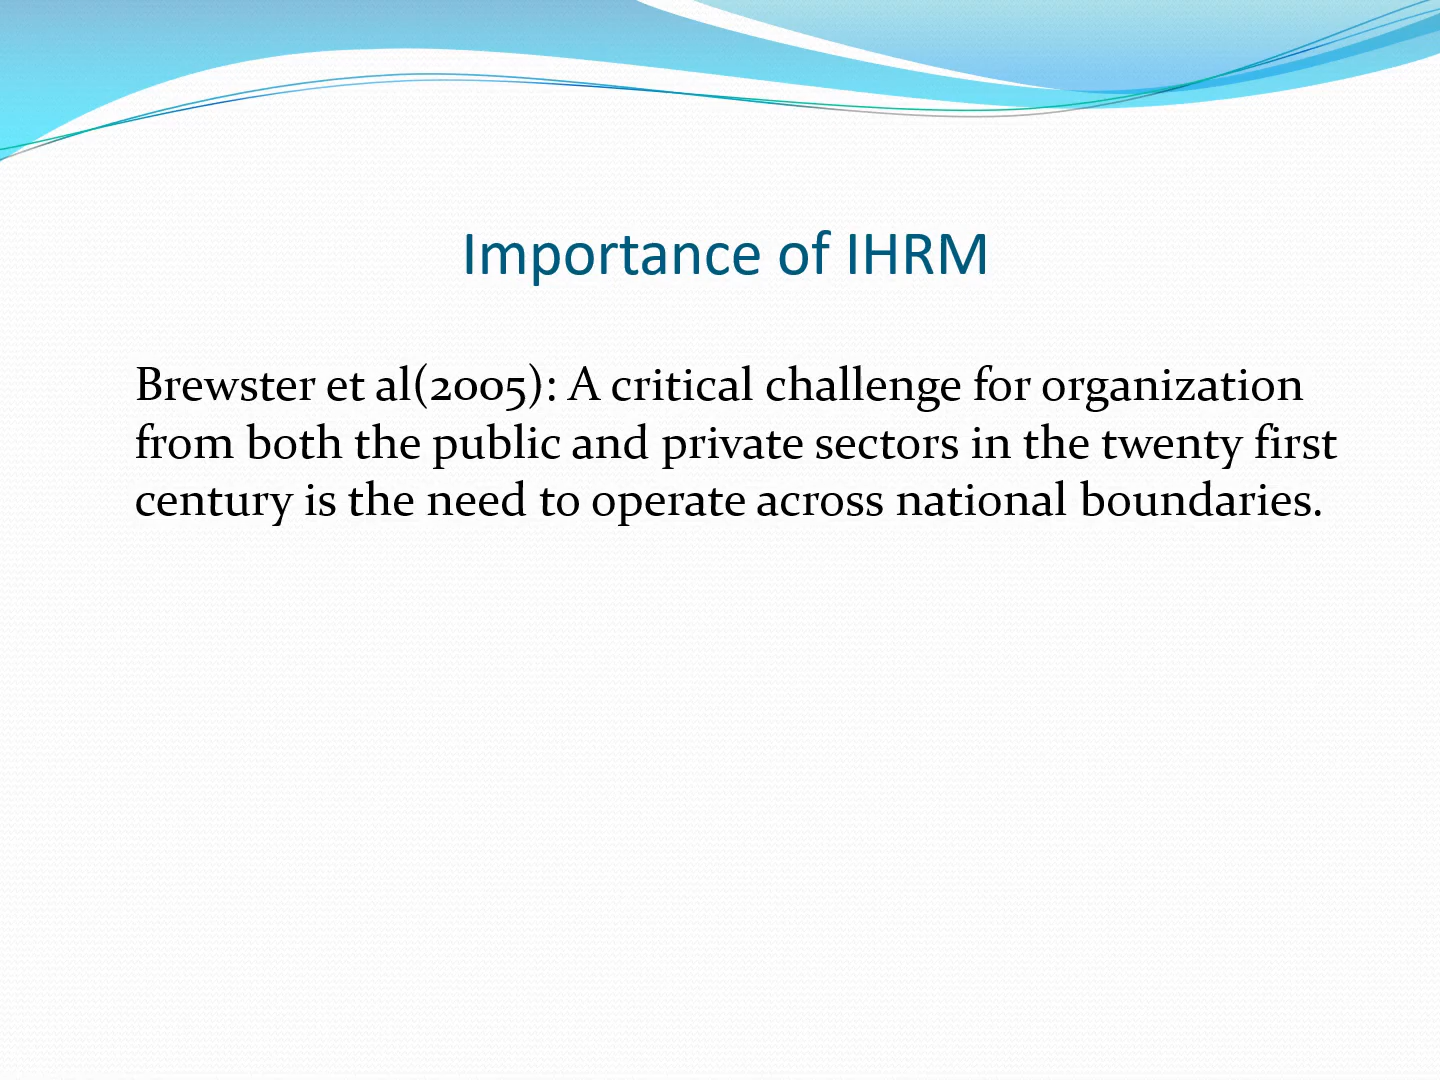 Importance of IHRM
Brewster et al(2005): A critical challenge for organization
from both the public and private sectors in the twenty first
century is the need to operate across national boundaries.